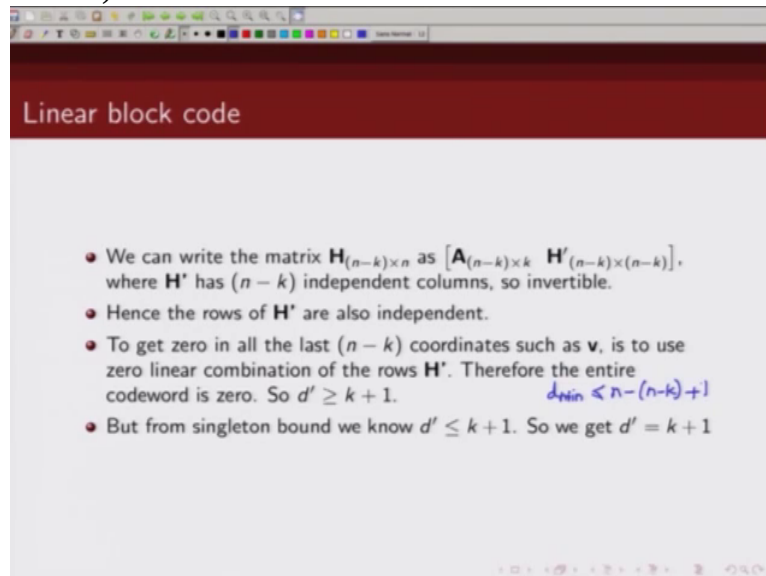 Linear block code
• We can write the matrix H₍ₙ₋ₖ₎ₓₙ as [A₍ₙ₋ₖ₎ₓₖ H'₍ₙ₋ₖ₎ₓ₍ₙ₋ₖ₎],
where H' has (n − k) independent columns, so invertible.
• Hence the rows of H' are also independent.
• To get zero in all the last (n − k) coordinates such as v, is to use
zero linear combination of the rows H'. Therefore the entire
codeword is zero. So d' ≥ k + 1. dmin ≤ n-(n-k)+1
• But from singleton bound we know d' ≤ k + 1. So we get d' = k + 1